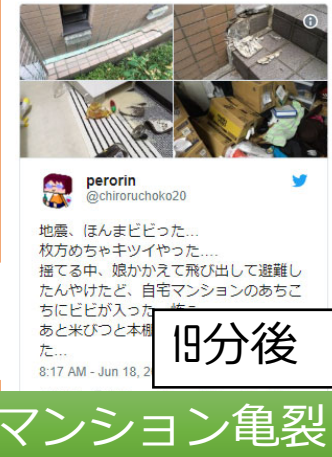 perorin
@chiroruchoko20
地震、ほんまビビった…
枚方めちゃキツイやった….
揺てる中、娘かかえて飛び出して避難し
たんやけたど、自宅マンションのあちこ
ちにビビが入った
あと米びつと本棚
た…
8:17 AM - Jun 18, 2
19分後
マンション亀裂